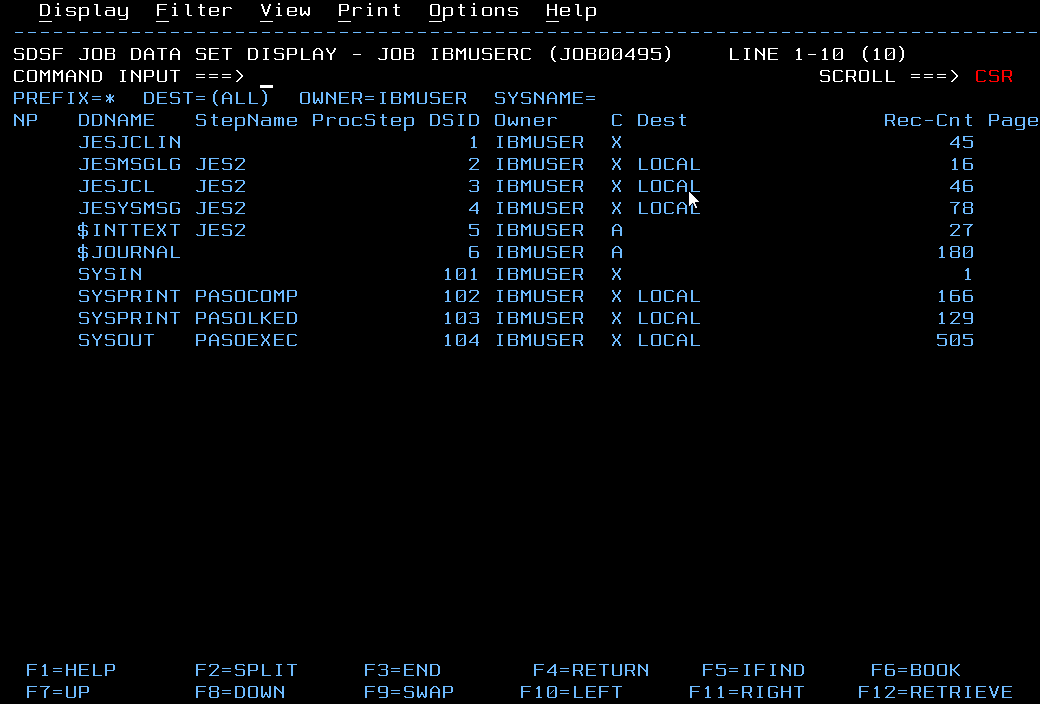 Display Filter View Print Options Help
--------------------------------------------------------------------------------
SDSF JOB DATA SET DISPLAY - JOB IBMUSERC (JOB00495) LINE 1-10 (10)
COMMAND INPUT ===> _ SCROLL ===> CSR
PREFIX=* DEST=(ALL) OWNER=IBMUSER SYSNAME=
NP DDNAME StepName ProcStep DSID Owner C Dest Rec-Cnt Page
JESJCLIN 1 IBMUSER X 45
JESMSGLG JES2 2 IBMUSER X LOCAL 16
JESJCL JES2 3 IBMUSER X LOCAL 46
JESYSMSG JES2 4 IBMUSER X LOCAL 78
$INTTEXT JES2 5 IBMUSER A 27
$JOURNAL 6 IBMUSER A 180
SYSIN 101 IBMUSER X 1
SYSPRINT PASOCOMP 102 IBMUSER X LOCAL 166
SYSPRINT PASOLKED 103 IBMUSER X LOCAL 129
SYSOUT PASOEXEC 104 IBMUSER X LOCAL 505
F1=HELP F2=SPLIT F3=END F4=RETURN F5=IFIND F6=BOOK
F7=UP F8=DOWN F9=SWAP F10=LEFT F11=RIGHT F12=RETRIEVE